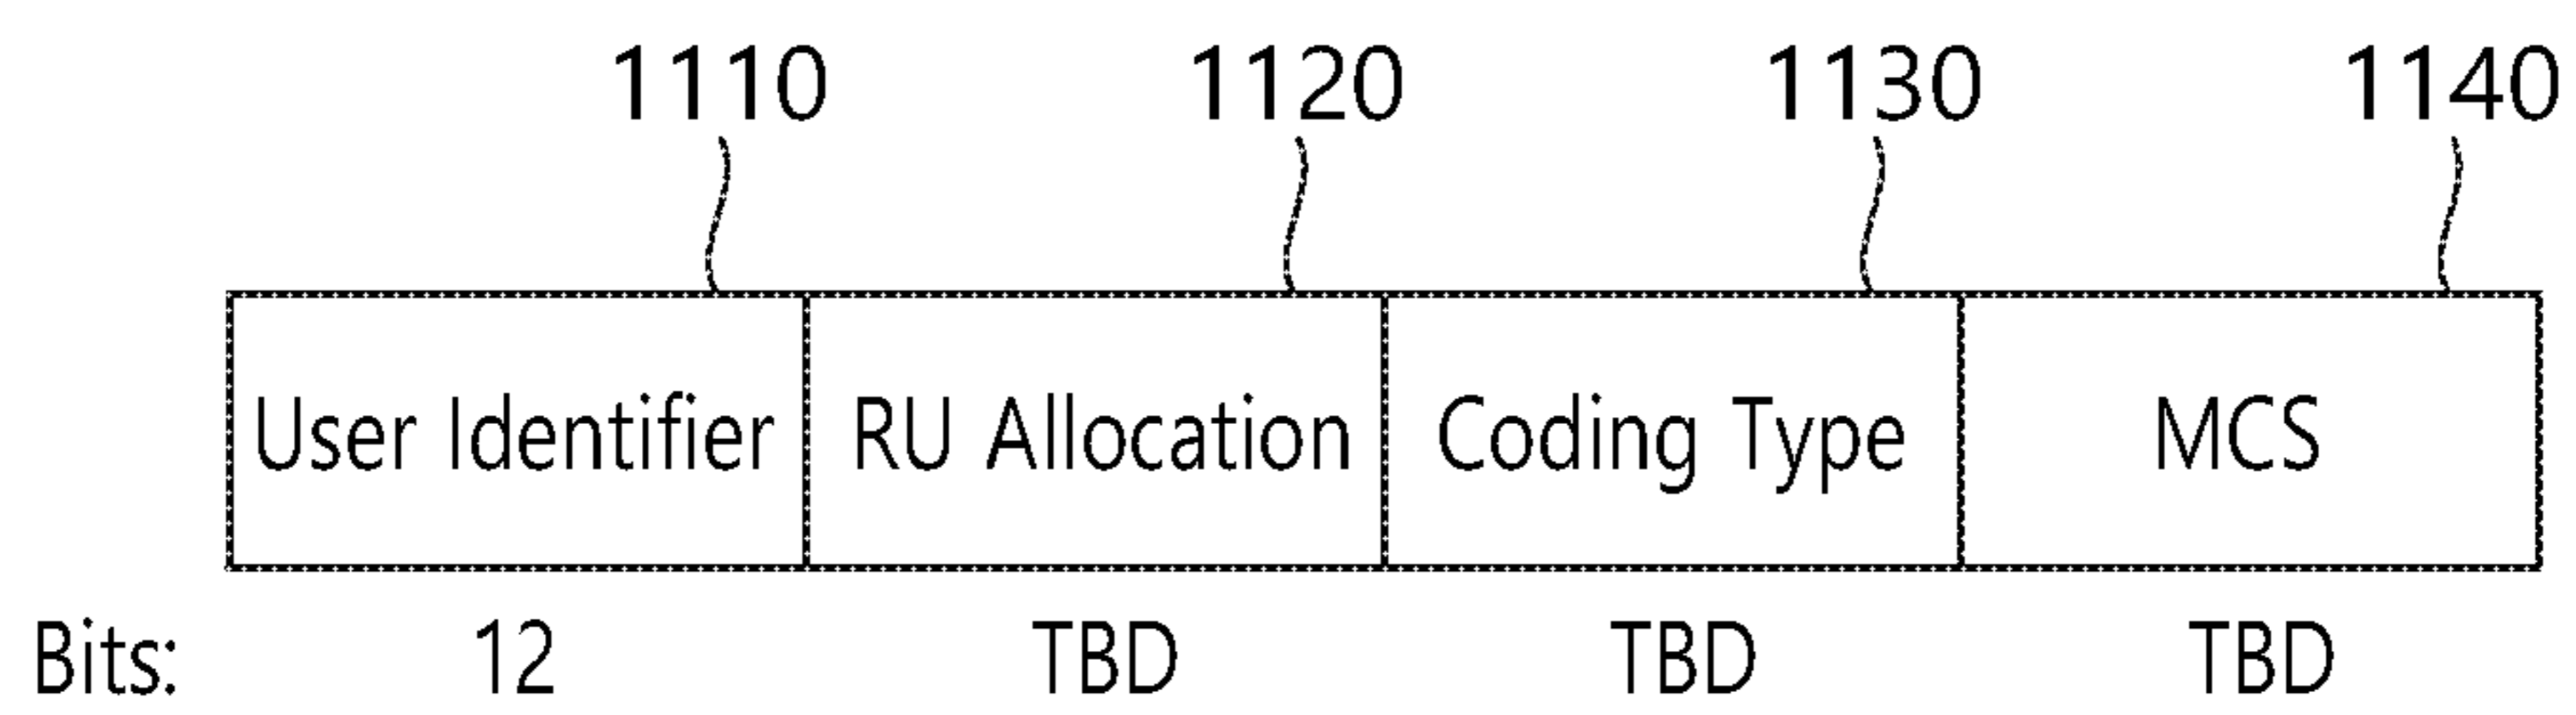 1110 1120 1130 1140
User Identifier RU Allocation Coding Type MCS
Bits: 12 TBD TBD TBD